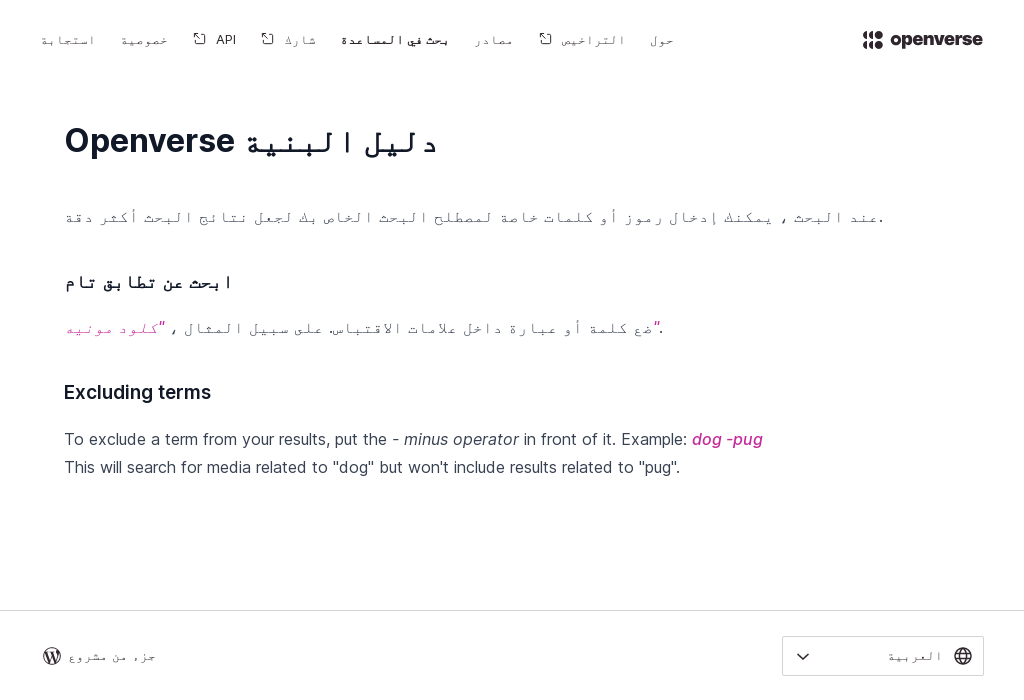 openverse
حول
التراخيص
مصادر
بحث في المساعدة
شارك
API
خصوصية
استجابة
Openverse دليل البنية
عند البحث ، يمكنك إدخال رموز أو كلمات خاصة لمصطلح البحث الخاص بك لجعل نتائج البحث أكثر دقة.
ابحث عن تطابق تام
ضع كلمة أو عبارة داخل علامات الاقتباس. على سبيل المثال ، "كلود مونيه".
Excluding terms
To exclude a term from your results, put the - minus operator in front of it. Example: dog -pug
This will search for media related to "dog" but won't include results related to "pug".
العربية
جزء من مشروع